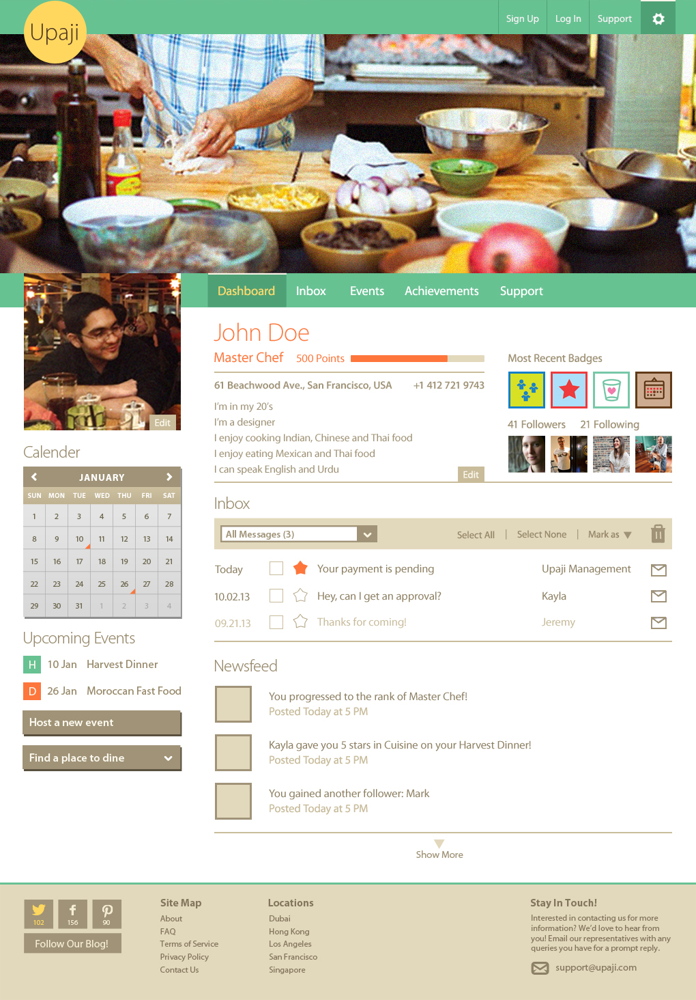 Upaji
Sign Up
Log In
Support
Dashboard
Inbox
Events
Achievements
Support
Edit
John Doe
Master Chef
500 Points
61 Beachwood Ave., San Francisco, USA
+1 412 721 9743
I'm in my 20's
I'm a designer
I enjoy cooking Indian, Chinese and Thai food
I enjoy eating Mexican and Thai food
I can speak English and Urdu
Edit
Most Recent Badges
41 Followers
21 Following
Calender
JANUARY
SUN MON TUE WED THU FRI SAT
1 2 3 4 5 6 7
8 9 10 11 12 13 14
15 16 17 18 19 20 21
22 23 24 25 26 27 28
29 30 31 1 2 3 4
Upcoming Events
H 10 Jan Harvest Dinner
D 26 Jan Moroccan Fast Food
Host a new event
Find a place to dine
Inbox
All Messages (3)
Select All | Select None | Mark as
Today Your payment is pending Upaji Management
10.02.13 Hey, can I get an approval? Kayla
09.21.13 Thanks for coming! Jeremy
Newsfeed
You progressed to the rank of Master Chef!
Posted Today at 5 PM
Kayla gave you 5 stars in Cuisine on your Harvest Dinner!
Posted Today at 5 PM
You gained another follower: Mark
Posted Today at 5 PM
Show More
102
156
90
Follow Our Blog!
Site Map
About
FAQ
Terms of Service
Privacy Policy
Contact Us
Locations
Dubai
Hong Kong
Los Angeles
San Francisco
Singapore
Stay In Touch!
Interested in contacting us for more
information? We'd love to hear from
you! Email our representatives with any
queries you have for a prompt reply.
support@upaji.com